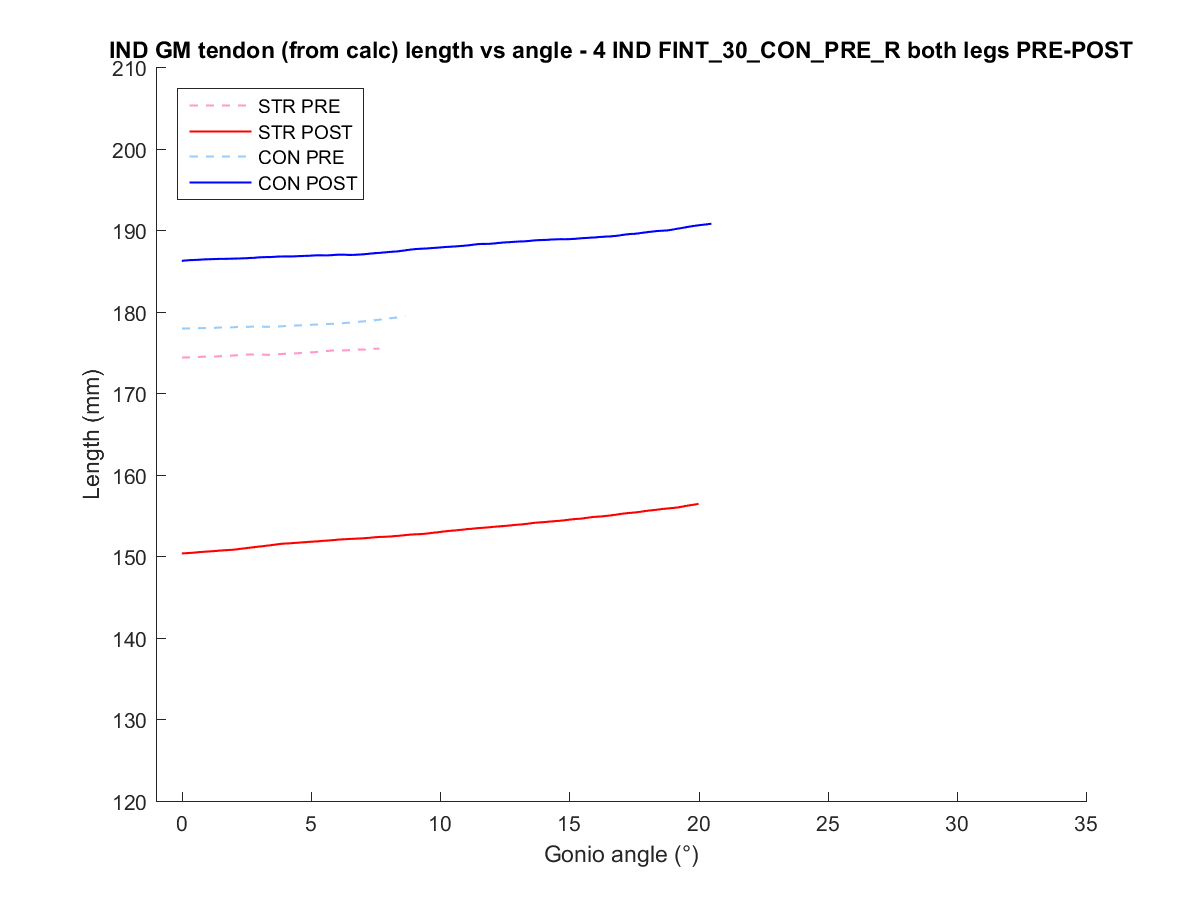 IND GM tendon (from calc) length vs angle - 4 IND FINT_30_CON_PRE_R both legs PRE-POST
210
200
190
180
170
160
150
140
130
120
STR PRE
STR POST
CON PRE
CON POST
Length (mm)
0 5 10 15 20 25 30 35
Gonio angle (°)